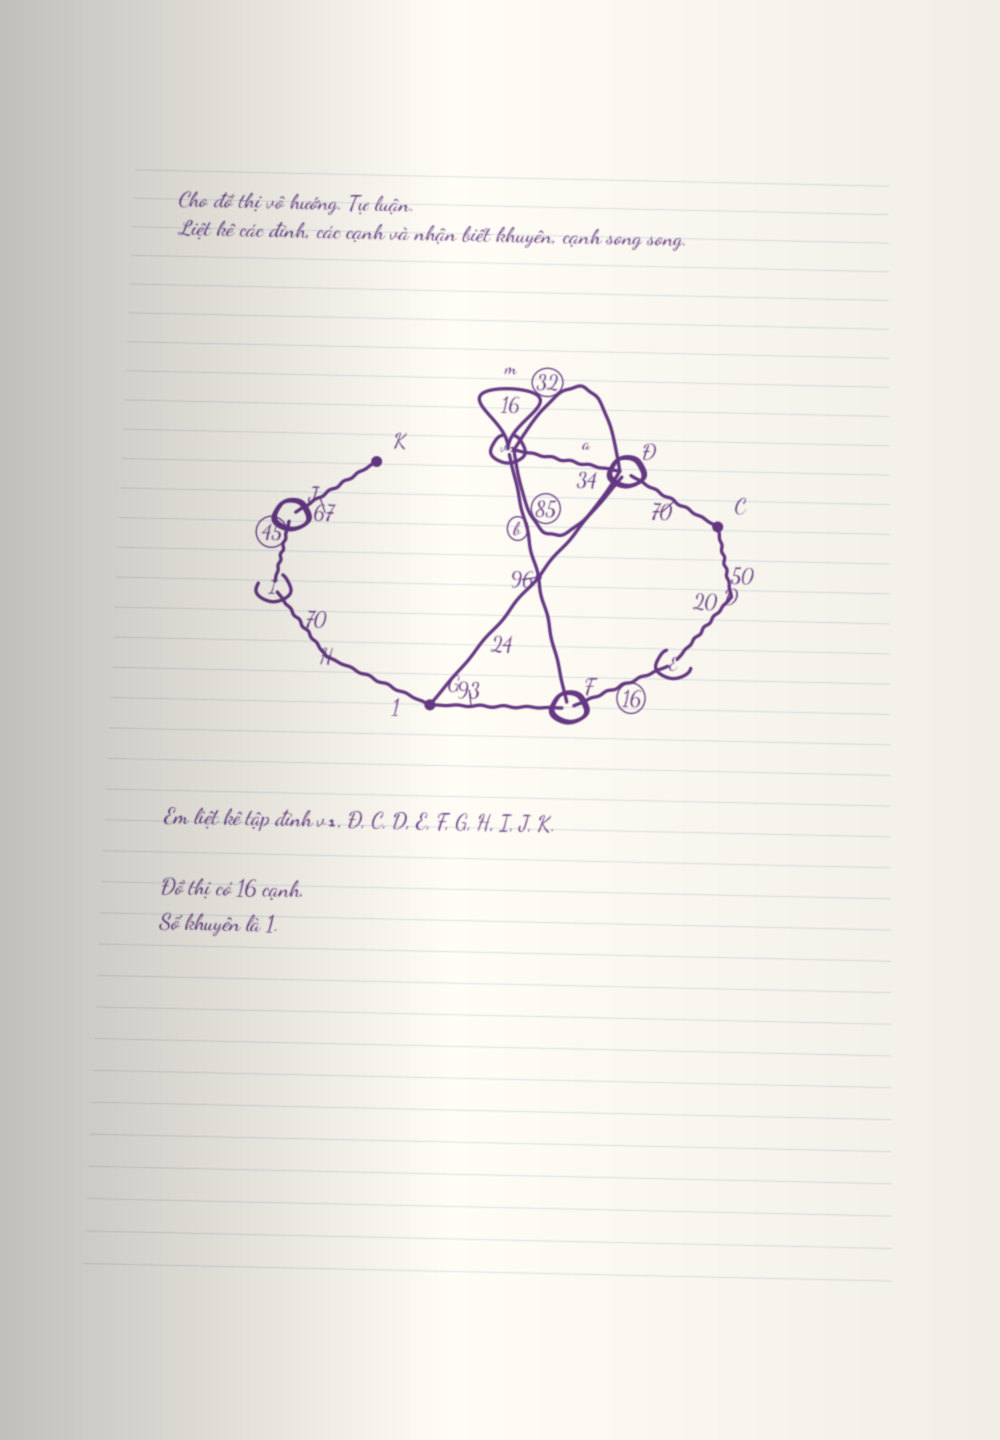 Cho đồ thị vô hướng. Tự luận.
Liệt kê các đỉnh, các cạnh và nhận biết khuyên, cạnh song song.
m
32
16
a
Đ
K
34
J
67
70
C
45
85
b
I
96
50
20 D
70
24
H
E
G
93
F
16
1
Em liệt kê tập đỉnh v₁, Đ, C, D, E, F, G, H, I, J, K.
Đồ thị có 16 cạnh.
Số khuyên là 1.